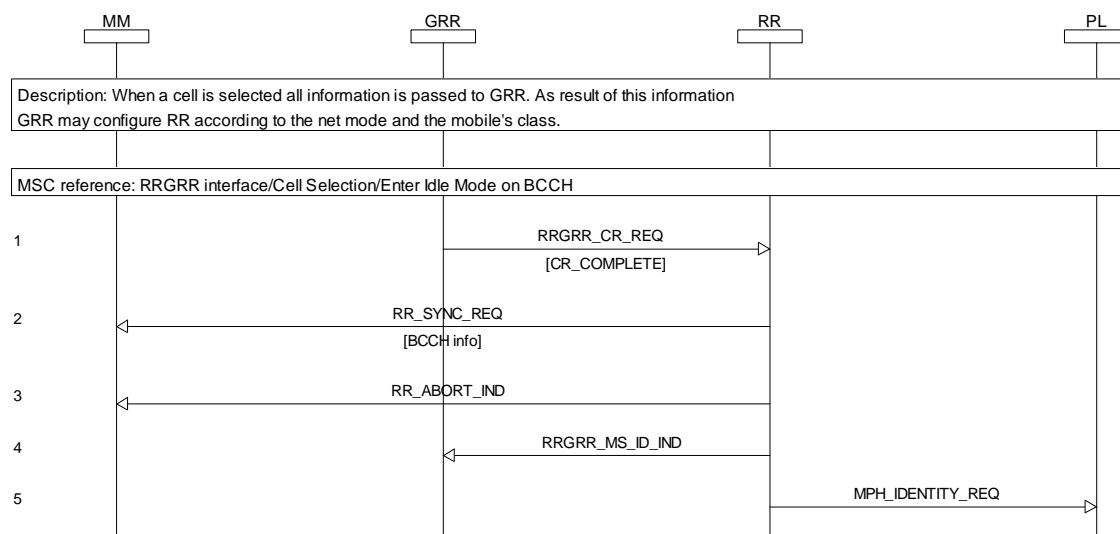 MM
GRR
RR
PL
Description: When a cell is selected all information is passed to GRR. As result of this information
GRR may configure RR according to the net mode and the mobile's class.
MSC reference: RRGRR interface/Cell Selection/Enter Idle Mode on BCCH
1
RRGRR_CR_REQ
[CR_COMPLETE]
2
RR_SYNC_REQ
[BCCH info]
3
RR_ABORT_IND
4
RRGRR_MS_ID_IND
5
MPH_IDENTITY_REQ